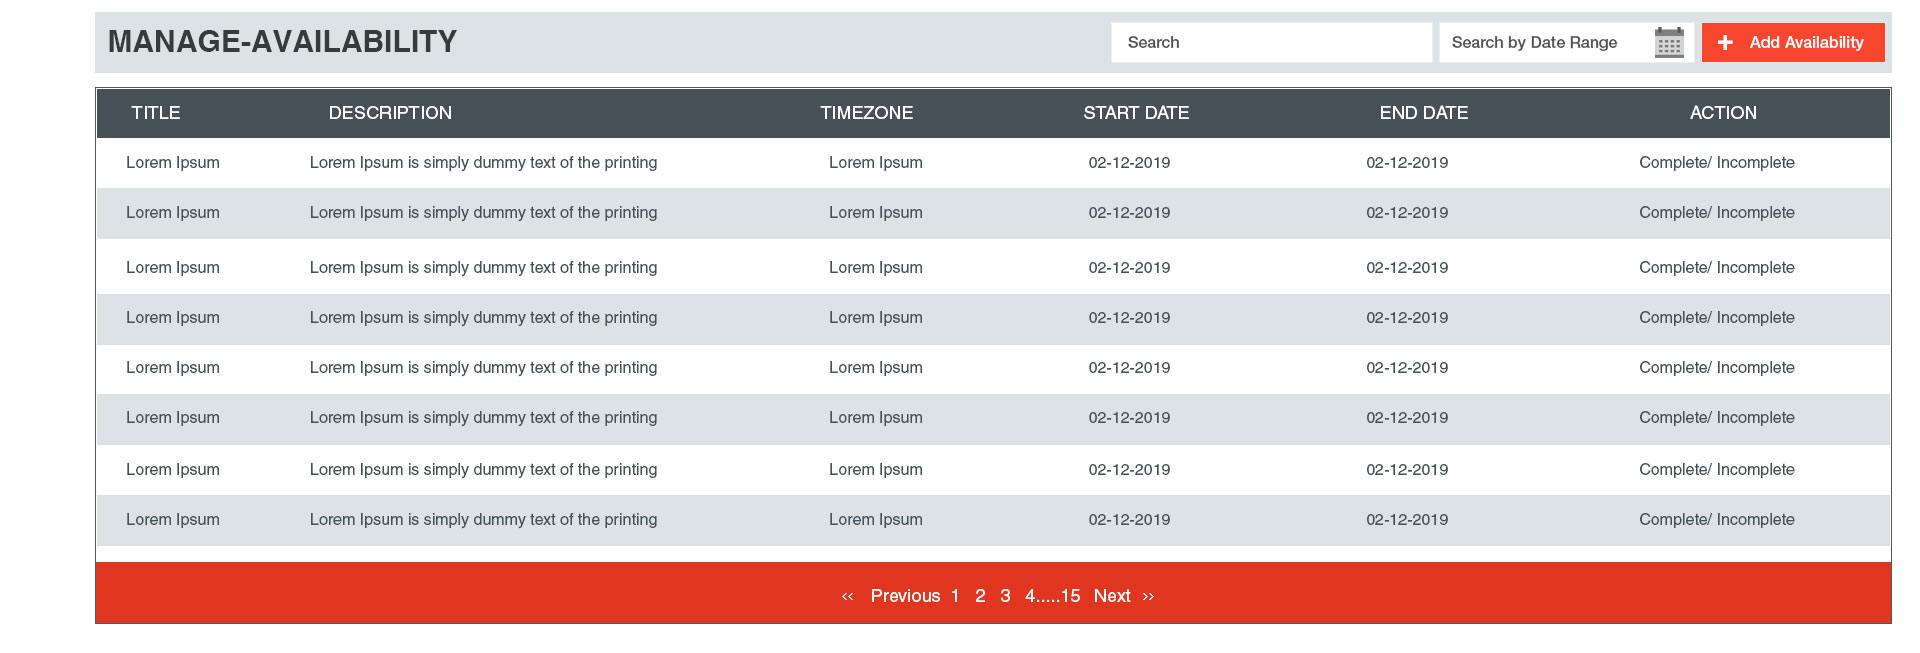 MANAGE-AVAILABILITY Search Search by Date Range Add Availability
TITLE DESCRIPTION TIMEZONE START DATE END DATE ACTION
Lorem Ipsum Lorem Ipsum is simply dummy text of the printing Lorem Ipsum 02-12-2019 02-12-2019 Complete/ Incomplete
Lorem Ipsum Lorem Ipsum is simply dummy text of the printing Lorem Ipsum 02-12-2019 02-12-2019 Complete/ Incomplete
Lorem Ipsum Lorem Ipsum is simply dummy text of the printing Lorem Ipsum 02-12-2019 02-12-2019 Complete/ Incomplete
Lorem Ipsum Lorem Ipsum is simply dummy text of the printing Lorem Ipsum 02-12-2019 02-12-2019 Complete/ Incomplete
Lorem Ipsum Lorem Ipsum is simply dummy text of the printing Lorem Ipsum 02-12-2019 02-12-2019 Complete/ Incomplete
Lorem Ipsum Lorem Ipsum is simply dummy text of the printing Lorem Ipsum 02-12-2019 02-12-2019 Complete/ Incomplete
Lorem Ipsum Lorem Ipsum is simply dummy text of the printing Lorem Ipsum 02-12-2019 02-12-2019 Complete/ Incomplete
Lorem Ipsum Lorem Ipsum is simply dummy text of the printing Lorem Ipsum 02-12-2019 02-12-2019 Complete/ Incomplete
‹‹ Previous 1 2 3 4.....15 Next ››